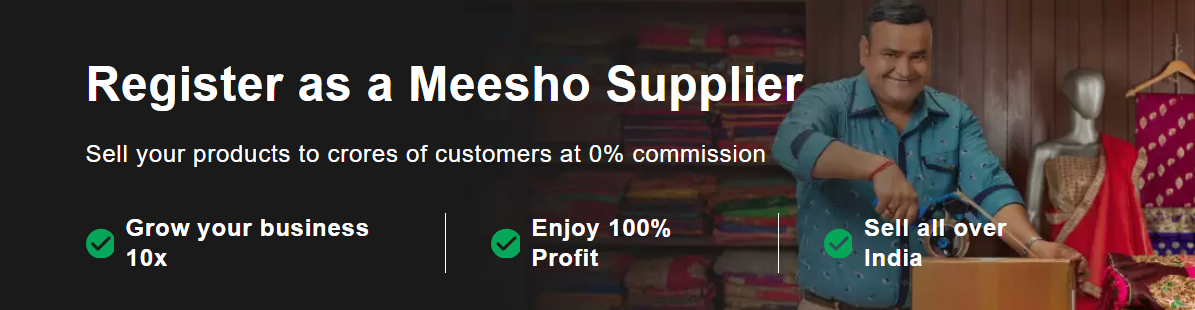 Register as a Meesho Supplier
Sell your products to crores of customers at 0% commission
Grow your business
10x
Enjoy 100%
Profit
Sell all over
India